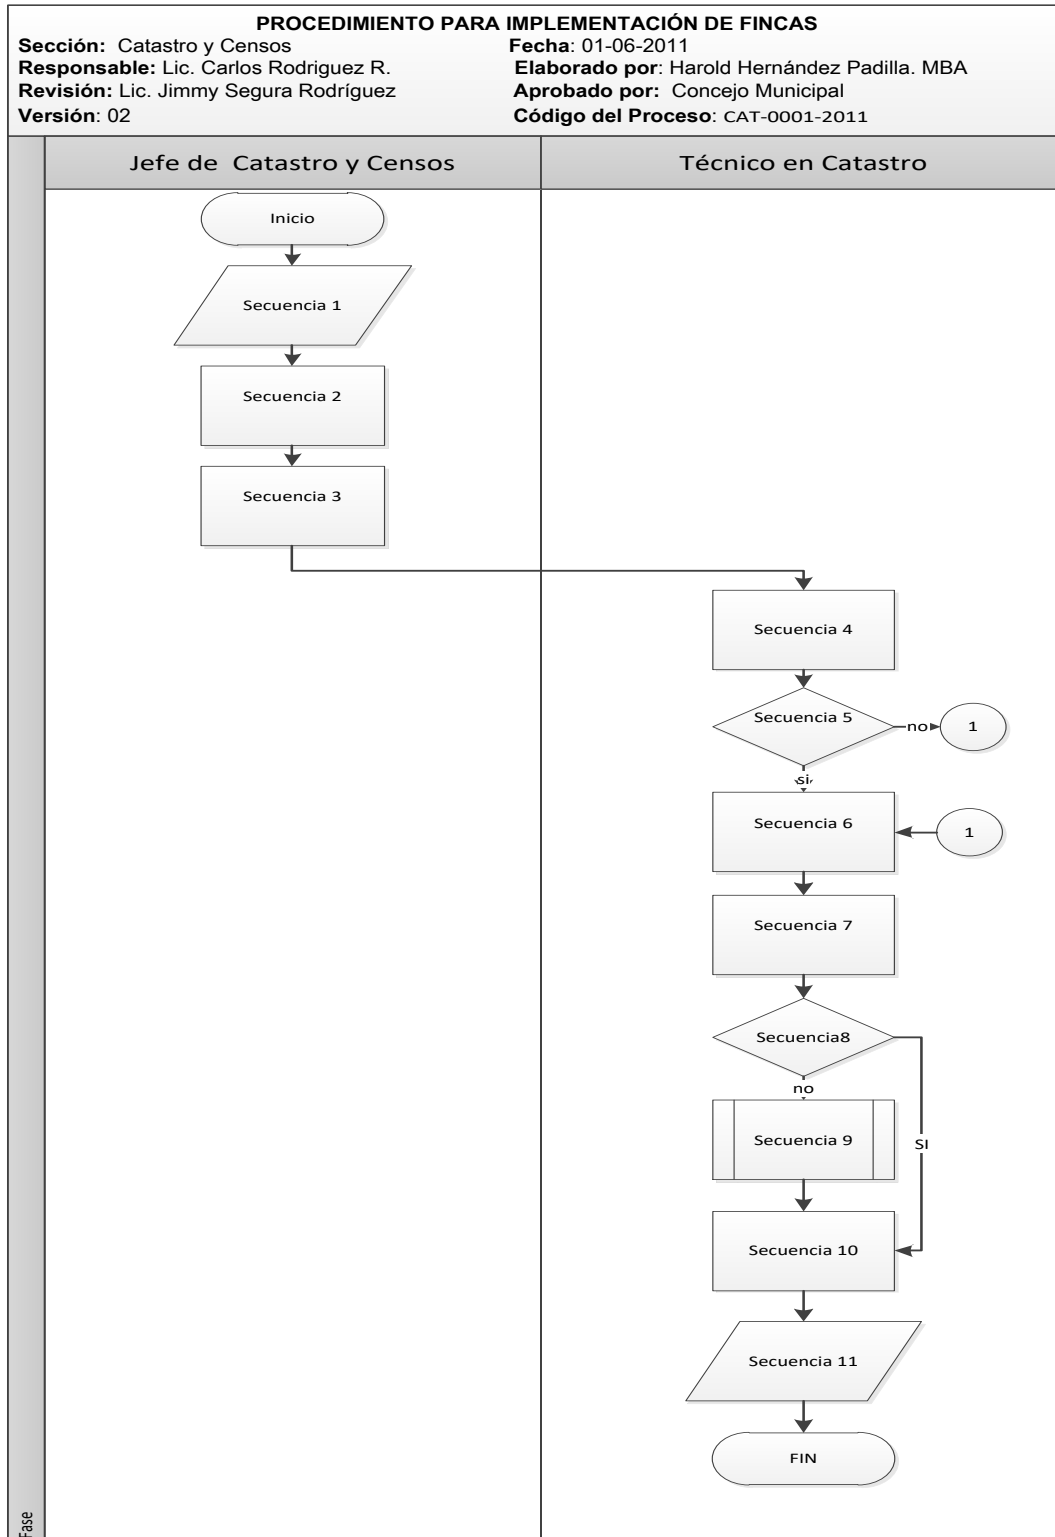 PROCEDIMIENTO PARA IMPLEMENTACIÓN DE FINCAS
Sección: Catastro y Censos
Fecha: 01-06-2011
Responsable: Lic. Carlos Rodriguez R.
Elaborado por: Harold Hernández Padilla. MBA
Revisión: Lic. Jimmy Segura Rodríguez
Aprobado por: Concejo Municipal
Versión: 02
Código del Proceso: CAT-0001-2011
Jefe de Catastro y Censos
Técnico en Catastro
Inicio
Secuencia 1
Secuencia 2
Secuencia 3
Secuencia 4
Secuencia 5
no
1
si
Secuencia 6
1
Secuencia 7
Secuencia8
no
Secuencia 9
SI
Secuencia 10
Secuencia 11
FIN
Fase